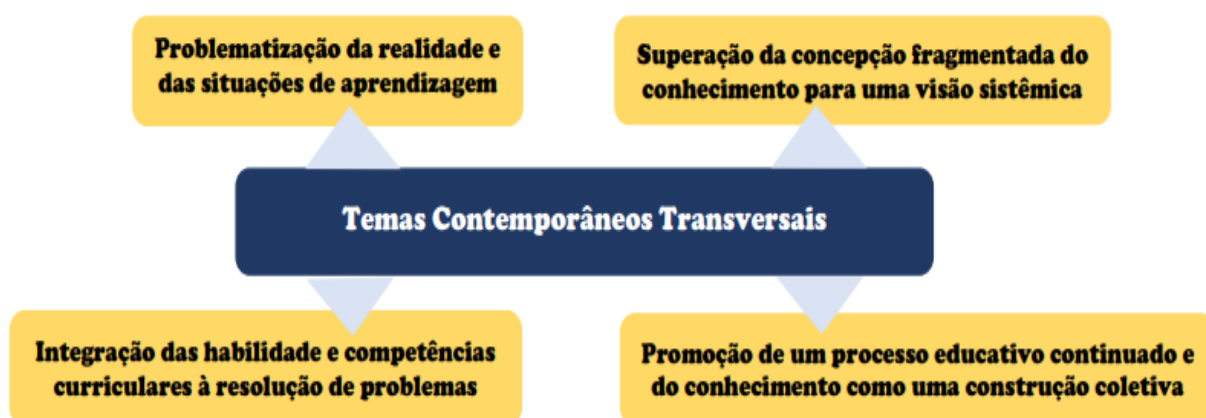 Problematização da realidade e
das situações de aprendizagem
Superação da concepção fragmentada do
conhecimento para uma visão sistêmica
Temas Contemporâneos Transversais
Integração das habilidade e competências
curriculares à resolução de problemas
Promoção de um processo educativo continuado e
do conhecimento como uma construção coletiva